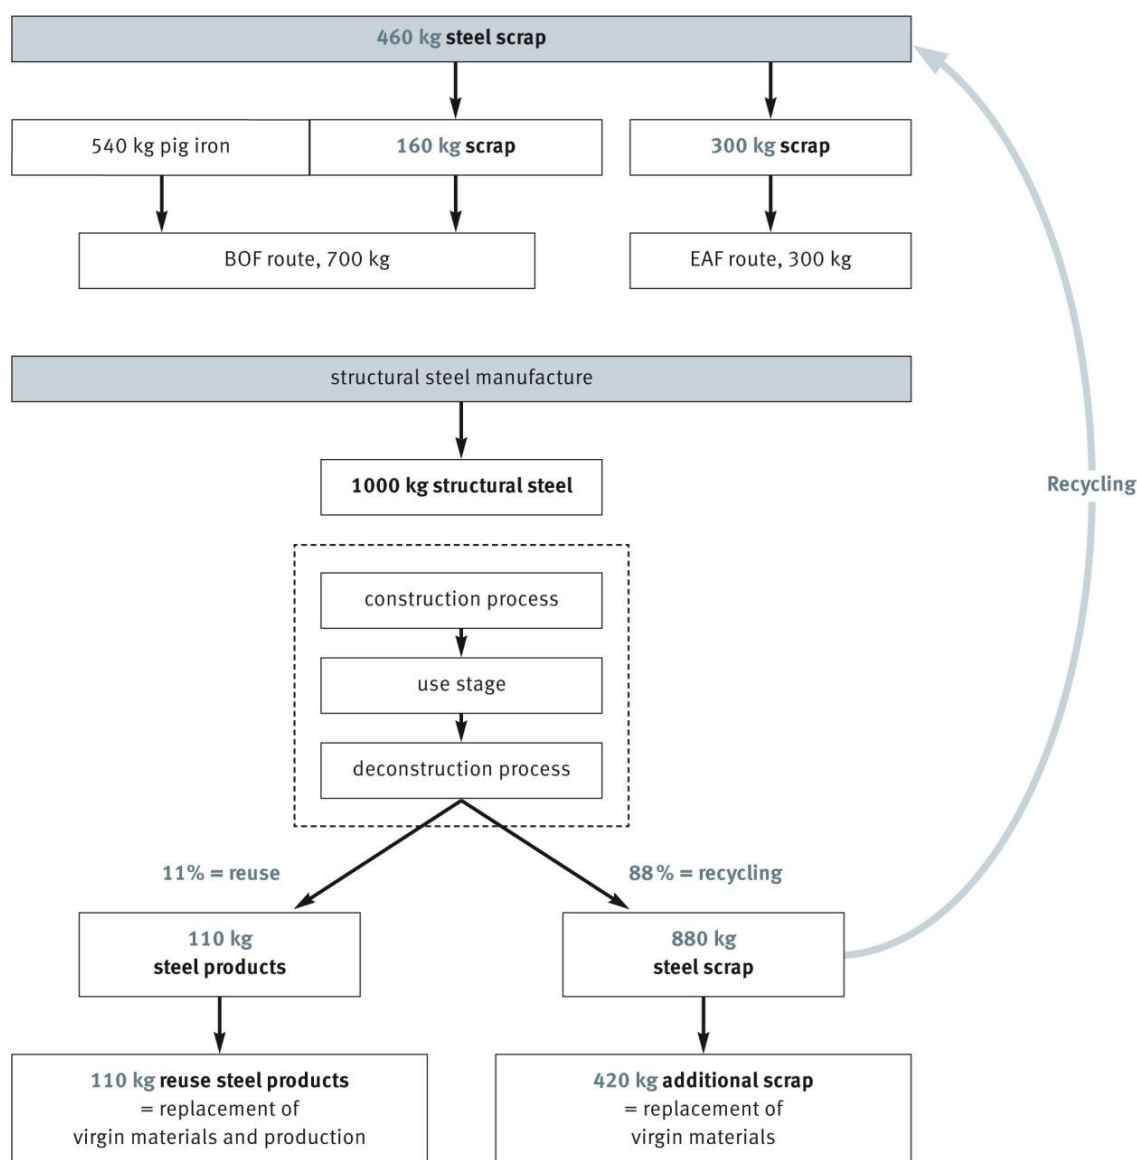 460 kg steel scrap
540 kg pig iron
160 kg scrap
300 kg scrap
BOF route, 700 kg
EAF route, 300 kg
structural steel manufacture
1000 kg structural steel
Recycling
construction process
use stage
deconstruction process
11% = reuse
88% = recycling
110 kg
steel products
880 kg
steel scrap
110 kg reuse steel products
= replacement of
virgin materials and production
420 kg additional scrap
= replacement of
virgin materials